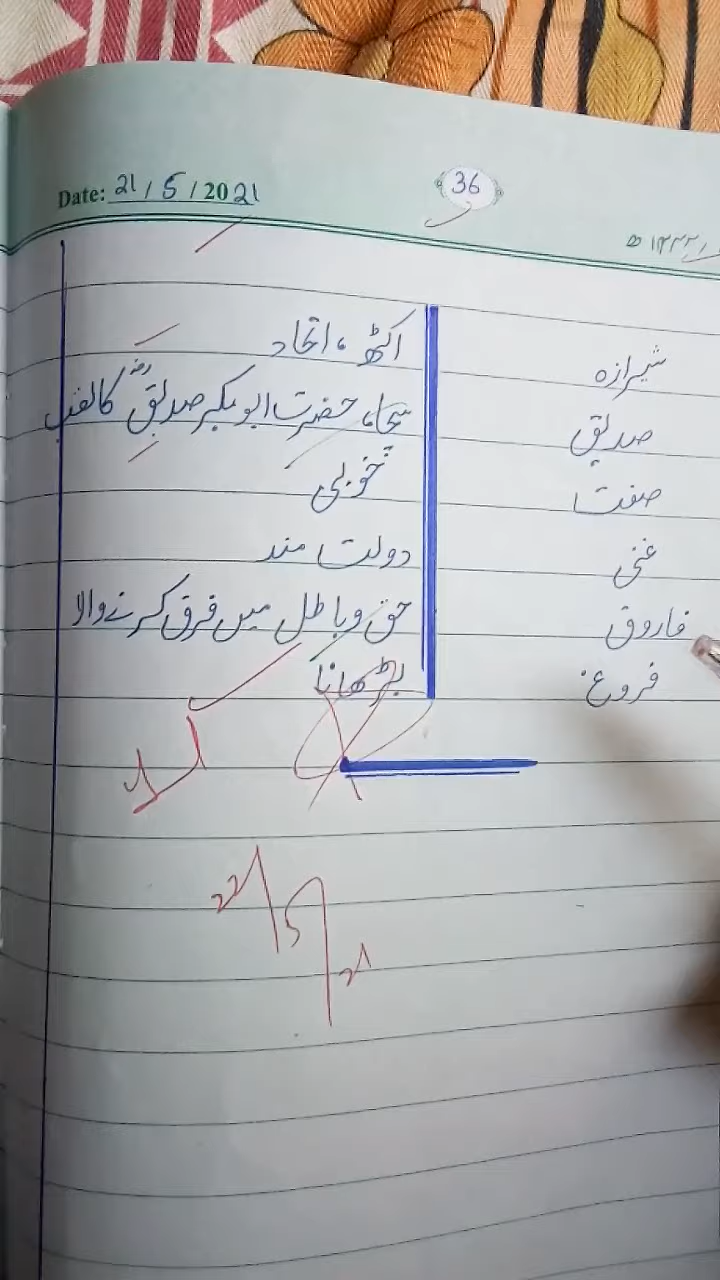 Date: 21 / 5 / 2021
36
شیرازہ اکٹھ ، اتحاد
صدیق سچا، حضرت ابوبکر صدیقؓ کا لقب
صفت خوبی
غنی دولت مند
فاروق حق و باطل میں فرق کرنے والا
فروغ بڑھانا
22/5/21